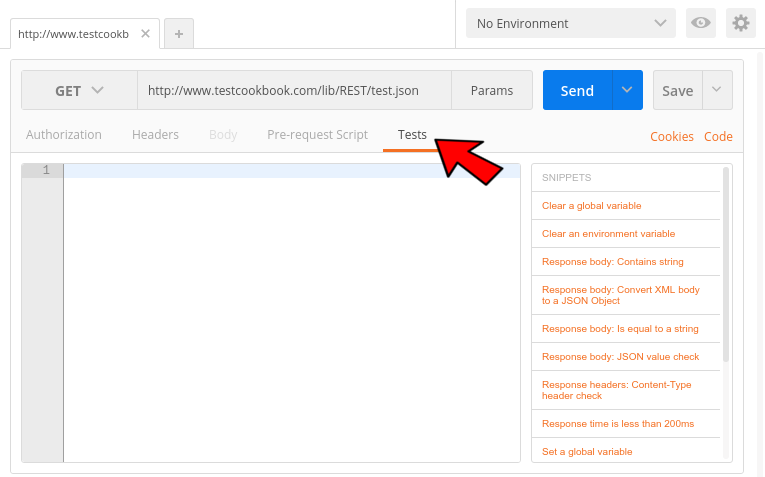 http://www.testcookb
No Environment
GET
http://www.testcookbook.com/lib/REST/test.json
Params
Send
Save
Authorization
Headers
Body
Pre-request Script
Tests
Cookies
Code
1
SNIPPETS
Clear a global variable
Clear an environment variable
Response body: Contains string
Response body: Convert XML body
to a JSON Object
Response body: Is equal to a string
Response body: JSON value check
Response headers: Content-Type
header check
Response time is less than 200ms
Set a global variable